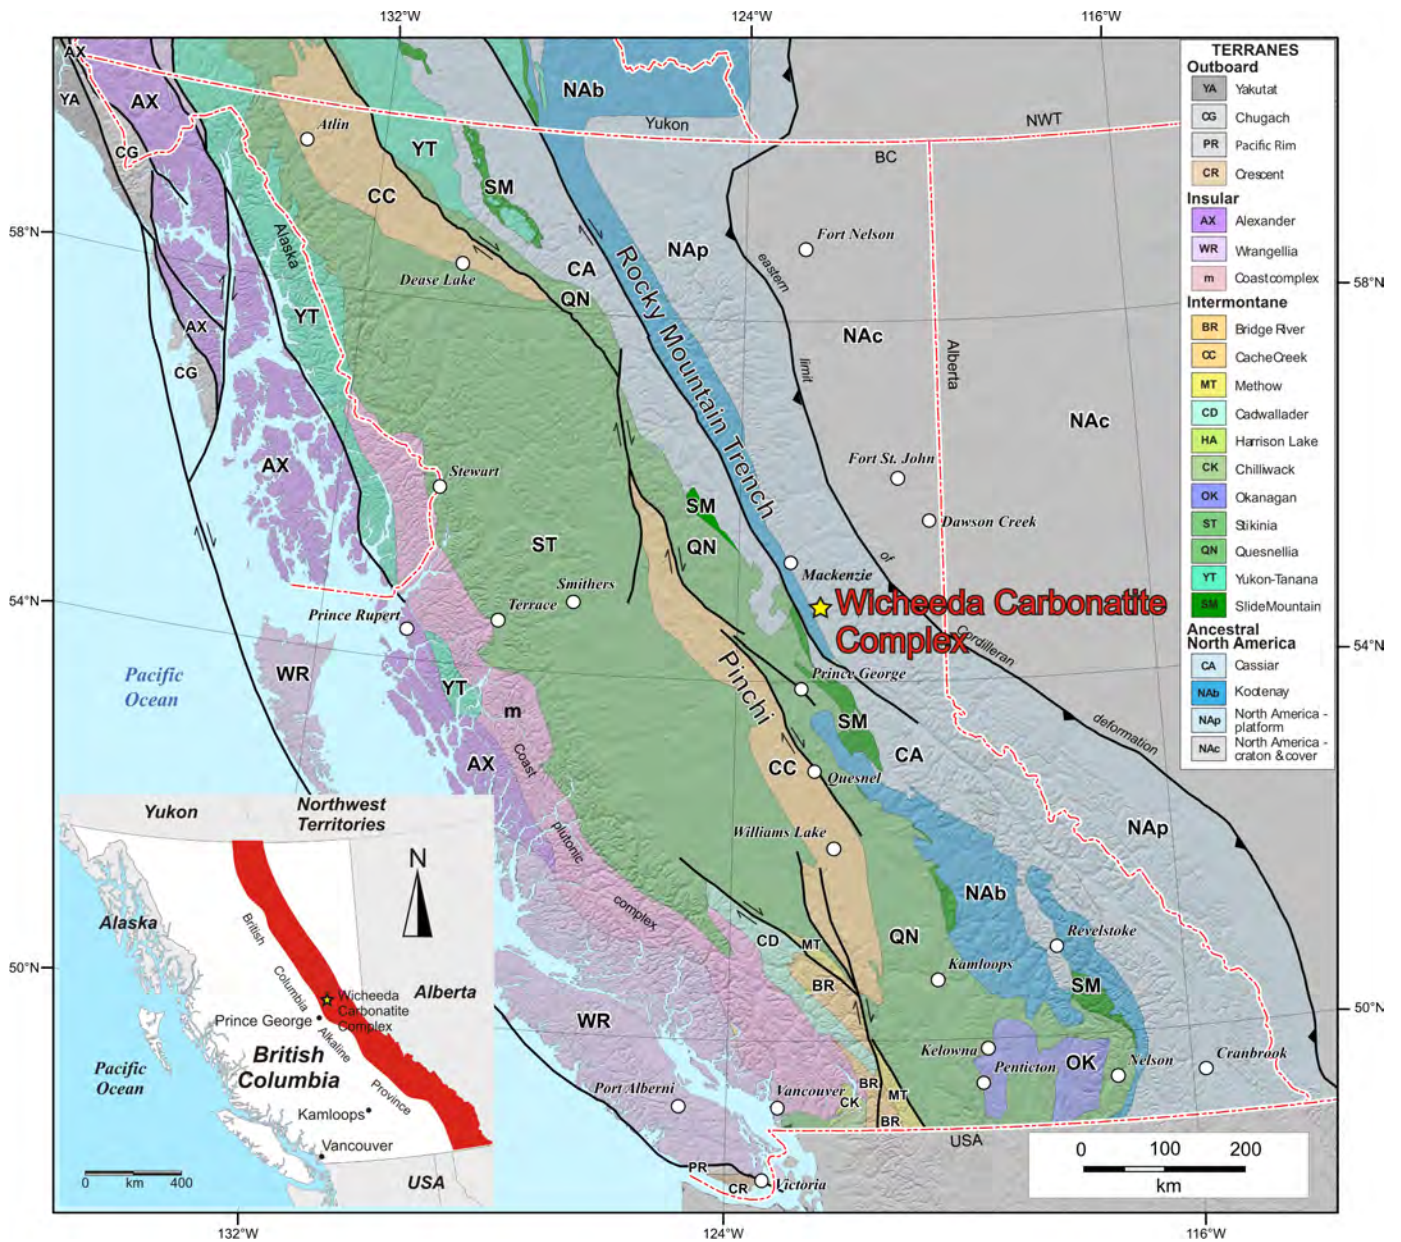 132°W
124°W
116°W
AX
YA
AX
CG
Atlin
YT
SM
NAb
Yukon
NWT
BC
CC
58°N
Alaska
Dease Lake
CA
QN
Rocky Mountain Trench
NAp
eastern
Fort Nelson
58°N
YT
AX
CG
limit
NAc
Alberta
NAc
AX
Stewart
Fort St. John
SM
QN
Dawson Creek
ST
of
Mackenzie
54°N
Smithers
Terrace
Prince Rupert
Wicheeda Carbonatite
Complex
Cordilleran
54°N
Pacific
Ocean
WR
YT
m
Pinchi
Prince George
SM
CA
deformation
AX
Coast
CC
Quesnel
plutonic
Williams Lake
NAp
complex
NAb
CD
MT
QN
Revelstoke
BR
Kamloops
SM
50°N
50°N
WR
Kelowna
Penticton
OK
Nelson
Cranbrook
Port Alberni
Vancouver
BR
CK
MT
BR
USA
PR
CR
Victoria
0 100 200
km
132°W
124°W
116°W
TERRANES
Outboard
YA Yakutat
CG Chugach
PR Pacific Rim
CR Crescent
Insular
AX Alexander
WR Wrangellia
m Coast complex
Intermontane
BR Bridge River
CC Cache Creek
MT Methow
CD Cadwallader
HA Harrison Lake
CK Chilliwack
OK Okanagan
ST Stikinia
QN Quesnellia
YT Yukon-Tanana
SM Slide Mountain
Ancestral
North America
CA Cassiar
NAb Kootenay
NAp North America -
platform
NAc North America -
craton & cover
Yukon
Northwest
Territories
N
Alaska
British
Columbia
Alkaline
Province
Wicheeda
Carbonatite
Complex
Alberta
Prince George
British
Columbia
Pacific
Ocean
Kamloops
Vancouver
0 km 400
USA